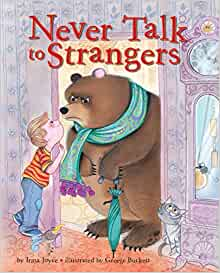 Never Talk
to Strangers
by Irma Joyce • illustrated by George Buckett